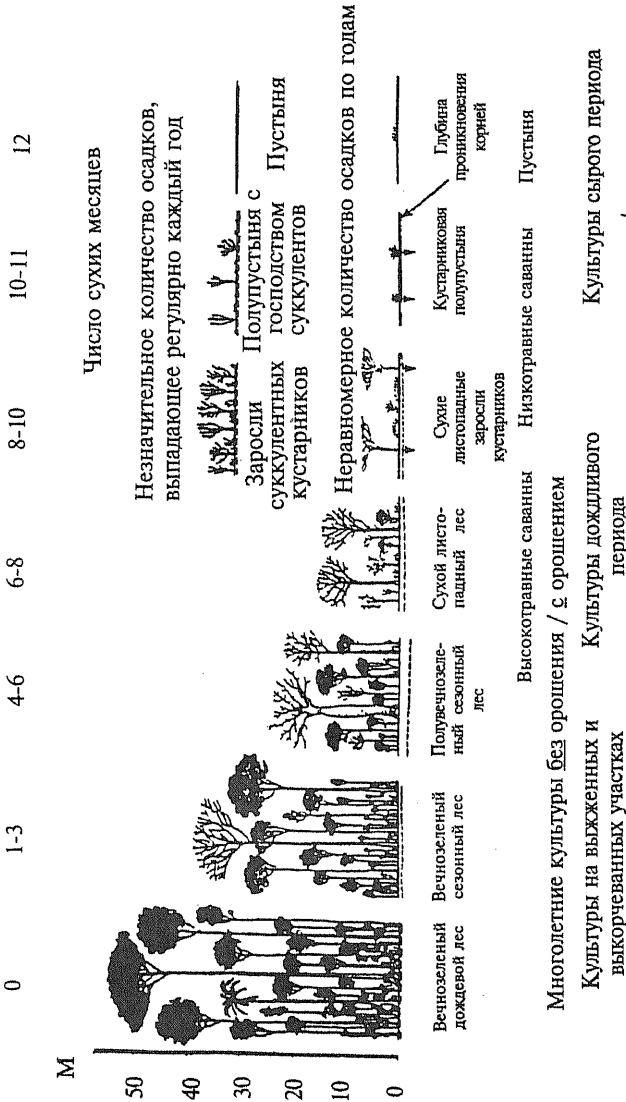 0 1-3 4-6 6-8 8-10 10-11 12
Число сухих месяцев
М
50
40
30
20
10
0
Незначительное количество осадков,
выпадающее регулярно каждый год
Заросли
суккулентных
кустарников
Полупустыня с
господством
суккулентов
Пустыня
Неравномерное количество осадков по годам
Вечнозеленый
дождевой лес
Вечнозеленый
сезонный лес
Полувечнозеле-
ный сезонный
лес
Сухой листо-
падный лес
Сухие
листопадные
заросли
кустарников
Кустарниковая
полупустыня
Глубина
проникновения
корней
Высокотравные саванны
Низкотравные саванны
Пустыня
Многолетние культуры без орошения / с орошением
Культуры на выжженных и
выкорчеванных участках
Культуры дождливого
периода
Культуры сырого периода